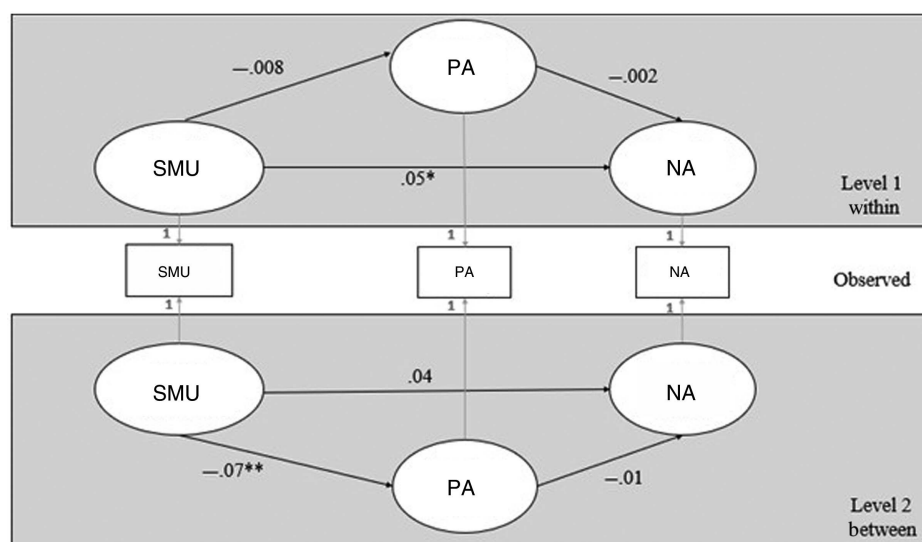 PA
—.008
—.002
SMU
NA
.05*
Level 1
within
1
1
1
SMU
PA
NA
Observed
1
1
1
SMU
.04
NA
—.07**
PA
—.01
Level 2
between